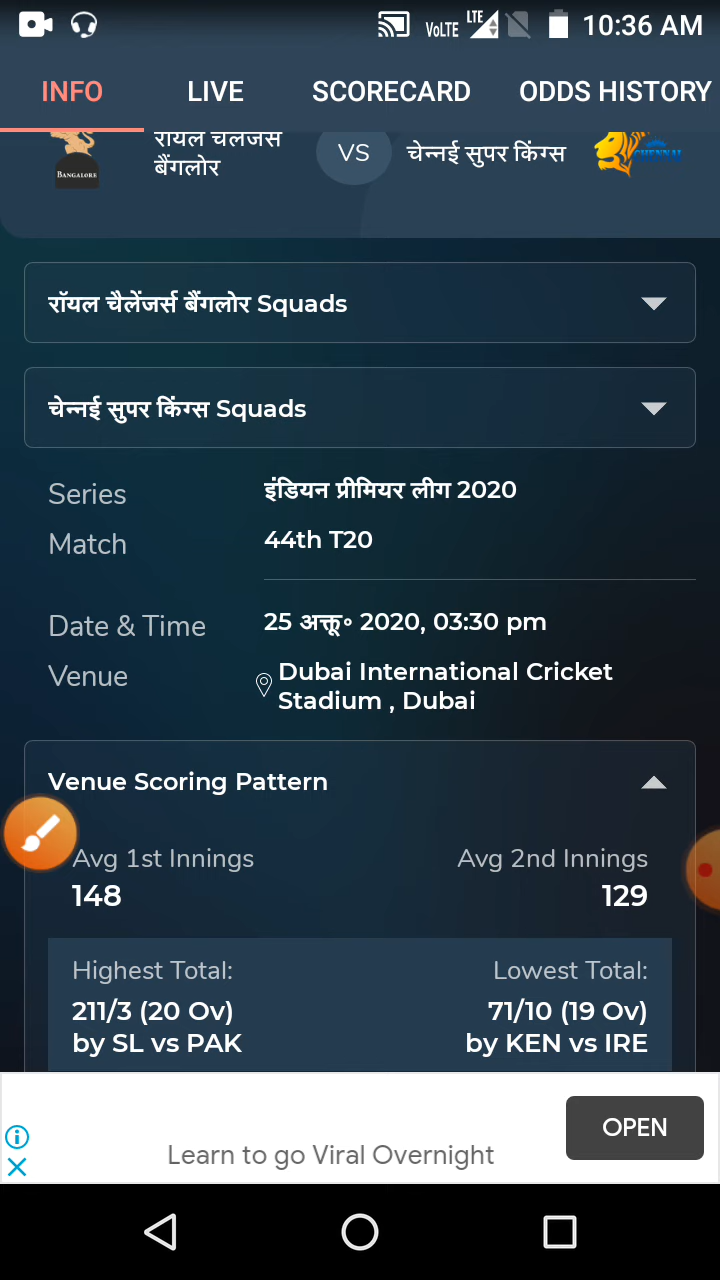 VoLTE LTE 10:36 AM
INFO LIVE SCORECARD ODDS HISTORY
रॉयल चैलेंजर्स
बैंगलोर
VS
चेन्नई सुपर किंग्स
BANGALORE
CHENNAI
रॉयल चैलेंजर्स बैंगलोर Squads
चेन्नई सुपर किंग्स Squads
Series इंडियन प्रीमियर लीग 2020
Match 44th T20
Date & Time 25 अक्तू॰ 2020, 03:30 pm
Venue Dubai International Cricket
Stadium , Dubai
Venue Scoring Pattern
Avg 1st Innings Avg 2nd Innings
148 129
Highest Total: Lowest Total:
211/3 (20 Ov) 71/10 (19 Ov)
by SL vs PAK by KEN vs IRE
OPEN
Learn to go Viral Overnight